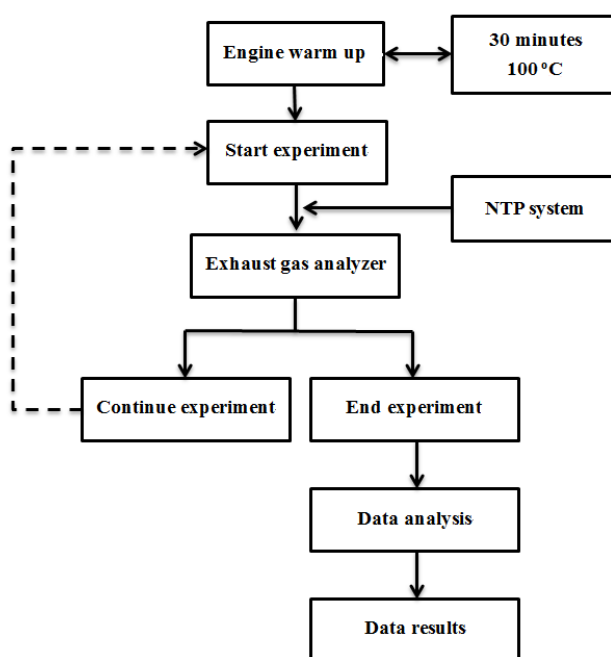 Engine warm up
30 minutes
100 °C
Start experiment
NTP system
Exhaust gas analyzer
Continue experiment
End experiment
Data analysis
Data results